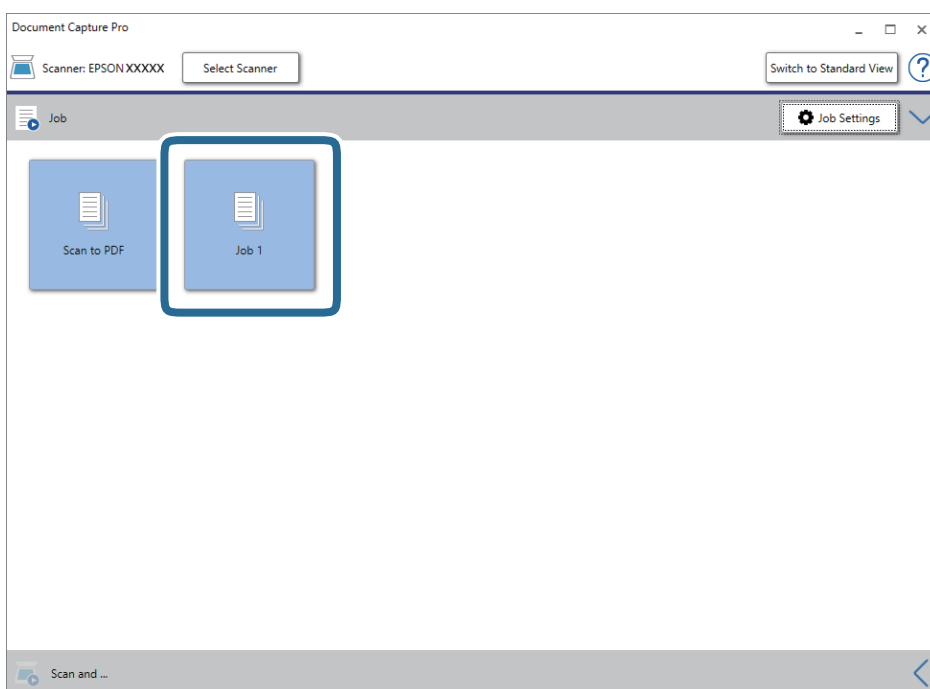 Document Capture Pro
Scanner: EPSON XXXXX
Select Scanner
Switch to Standard View
?
Job
Job Settings
Scan to PDF
Job 1
Scan and ...